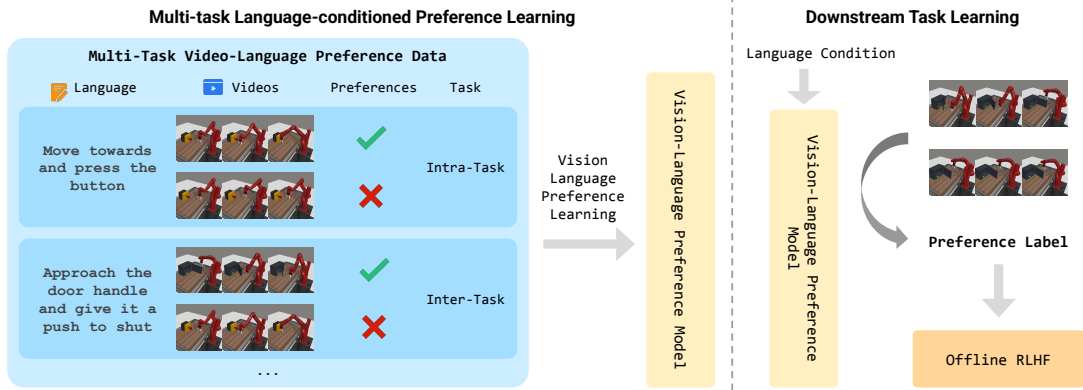 Multi-task Language-conditioned Preference Learning
Multi-Task Video-Language Preference Data
Language
Videos
Preferences
Task
Move towards
and press the
button
Intra-Task
Approach the
door handle
and give it a
push to shut
Inter-Task
...
Vision
Language
Preference
Learning
Vision-Language Preference Model
Downstream Task Learning
Language Condition
Vision-Language Preference
Model
Preference Label
Offline RLHF